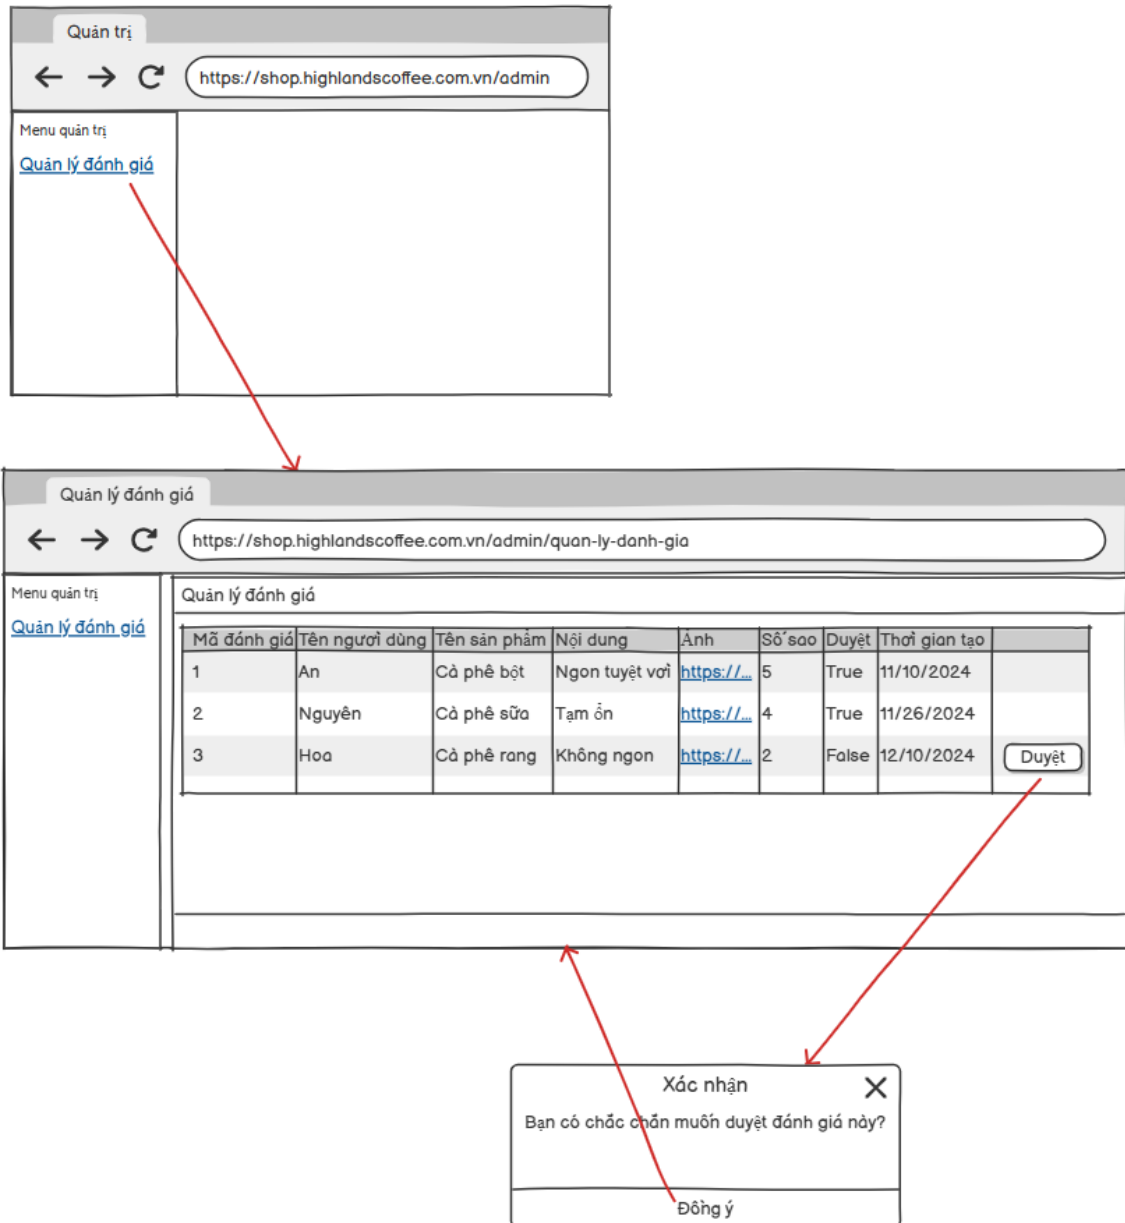 Quản trị
https://shop.highlandscoffee.com.vn/admin
Menu quản trị
Quản lý đánh giá
Quản lý đánh giá
https://shop.highlandscoffee.com.vn/admin/quan-ly-danh-gia
Menu quản trị
Quản lý đánh giá
Quản lý đánh giá
Mã đánh giá Tên người dùng Tên sản phẩm Nội dung Ảnh Số sao Duyệt Thời gian tạo
1 An Cà phê bột Ngon tuyệt vời https://... 5 True 11/10/2024
2 Nguyên Cà phê sữa Tạm ổn https://... 4 True 11/26/2024
3 Hoa Cà phê rang Không ngon https://... 2 False 12/10/2024 Duyệt
Xác nhận
Bạn có chắc chắn muốn duyệt đánh giá này?
Đồng ý